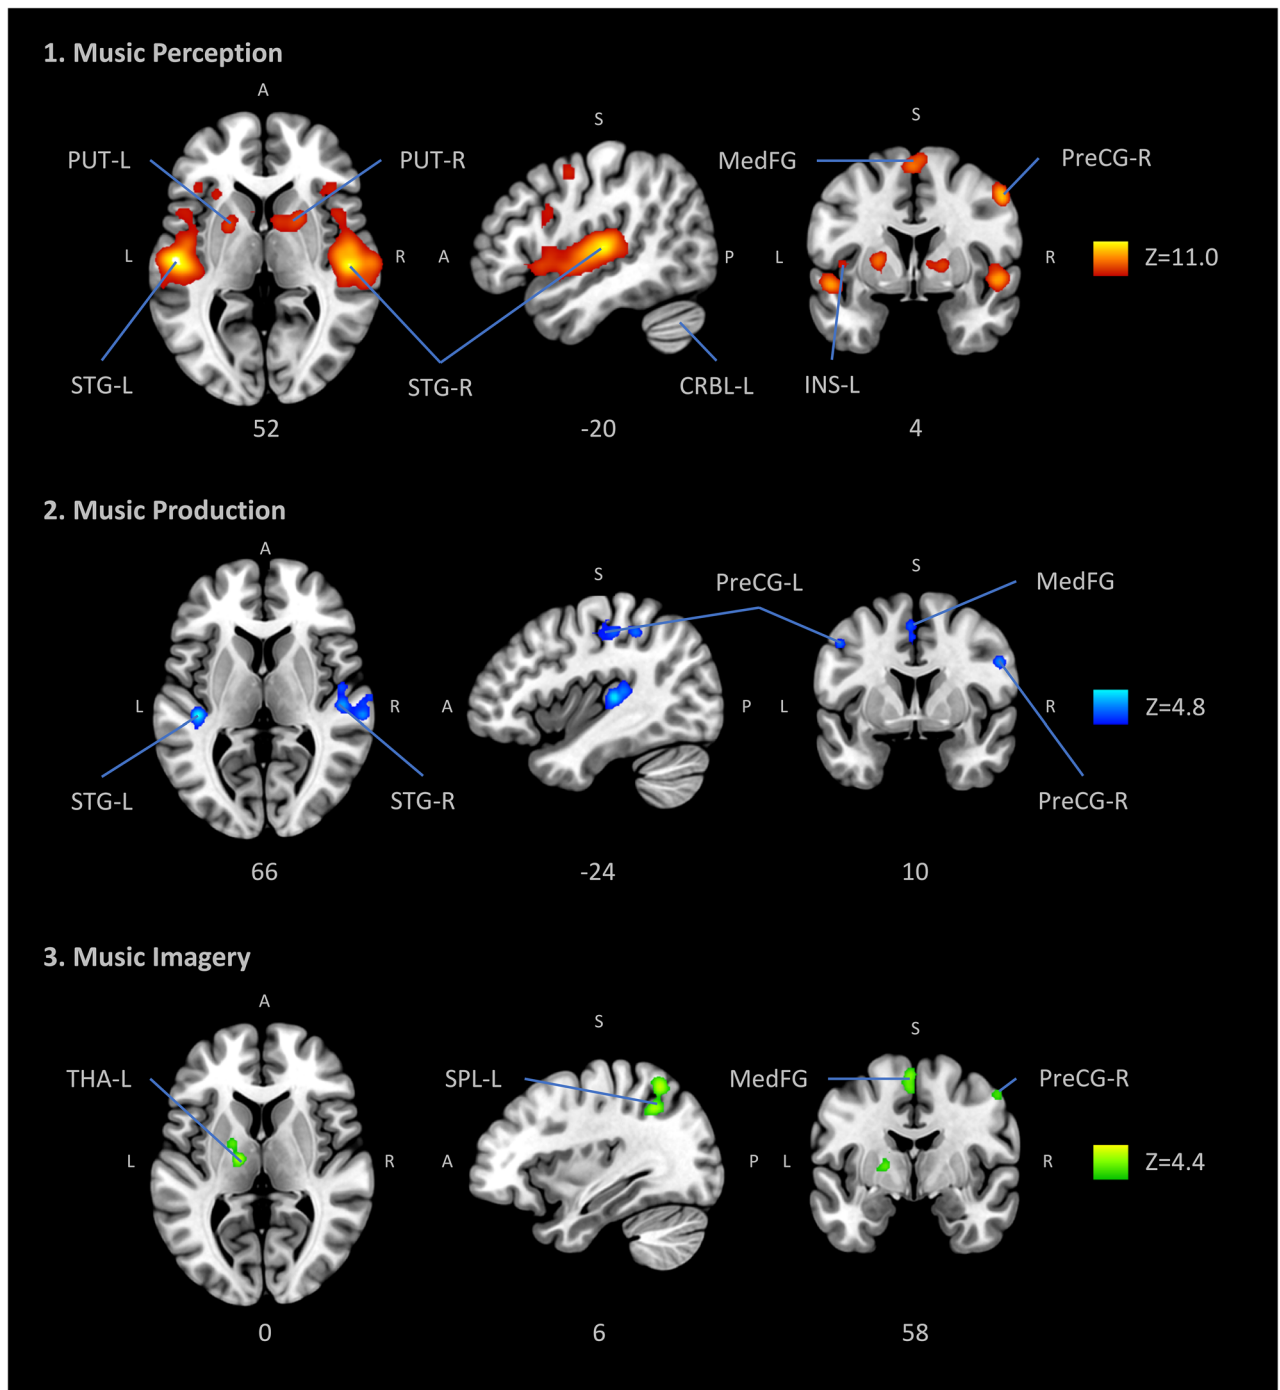 1. Music Perception
A
S
S
PUT-L
PUT-R
MedFG
PreCG-R
L
R
A
P
L
R
Z=11.0
STG-L
STG-R
CRBL-L
INS-L
52
-20
4
2. Music Production
A
S
S
PreCG-L
MedFG
L
R
A
P
L
R
Z=4.8
STG-L
STG-R
PreCG-R
66
-24
10
3. Music Imagery
A
S
S
THA-L
SPL-L
MedFG
PreCG-R
L
R
A
P
L
R
Z=4.4
0
6
58